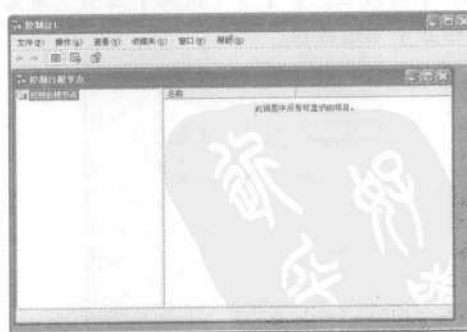 控制台1
文件(F) 操作(A) 查看(V) 收藏夹(O) 窗口(W) 帮助(H)
控制台根节点
控制台根节点
名称
此视图中没有可显示的项目。